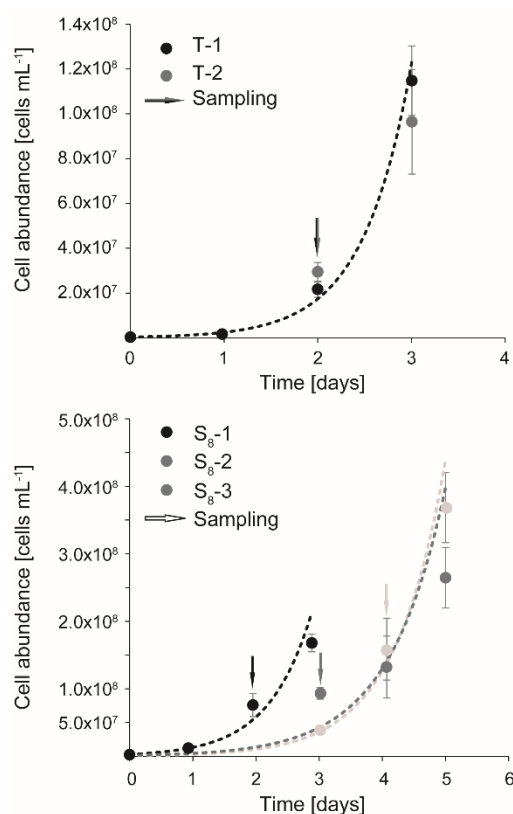 1.4x10⁸
1.2x10⁸
1.0x10⁸
8.0x10⁷
6.0x10⁷
4.0x10⁷
2.0x10⁷
Cell abundance [cells mL⁻¹]
T-1
T-2
Sampling
0 1 2 3 4
Time [days]
5.0x10⁸
4.0x10⁸
3.0x10⁸
2.0x10⁸
1.0x10⁸
5.0x10⁷
Cell abundance [cells mL⁻¹]
S₈-1
S₈-2
S₈-3
Sampling
0 1 2 3 4 5 6
Time [days]